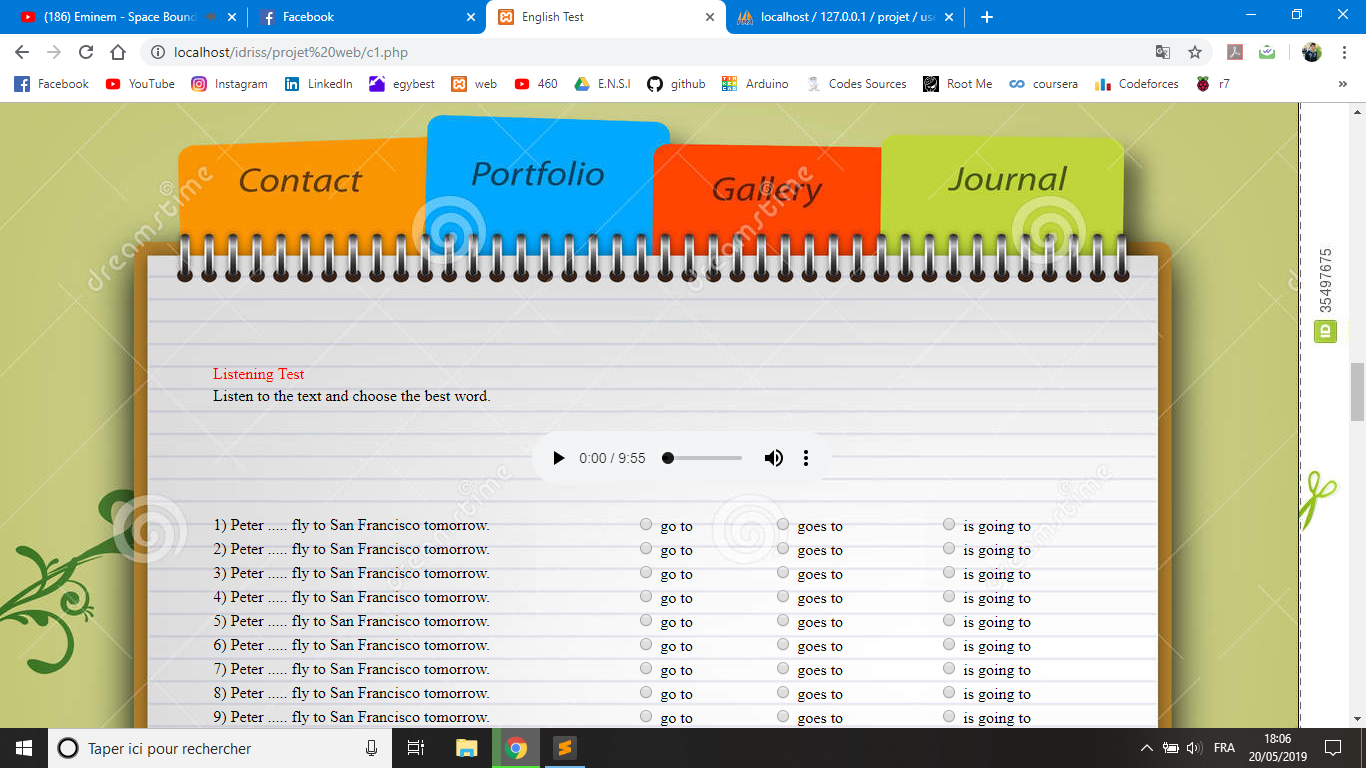 (186) Eminem - Space Bound
Facebook
English Test
localhost / 127.0.0.1 / projet / use
localhost/idriss/projet%20web/c1.php
Facebook YouTube Instagram LinkedIn egybest web 460 E.N.S.I github Arduino Codes Sources Root Me coursera Codeforces r7 »
Contact Portfolio Gallery Journal
dreamstime
dreamstime
dreamstime
35497675
ID
Listening Test
Listen to the text and choose the best word.
0:00 / 9:55
dreamstime
dreamstime
1) Peter ..... fly to San Francisco tomorrow. go to goes to is going to
2) Peter ..... fly to San Francisco tomorrow. go to goes to is going to
3) Peter ..... fly to San Francisco tomorrow. go to goes to is going to
4) Peter ..... fly to San Francisco tomorrow. go to goes to is going to
5) Peter ..... fly to San Francisco tomorrow. go to goes to is going to
6) Peter ..... fly to San Francisco tomorrow. go to goes to is going to
7) Peter ..... fly to San Francisco tomorrow. go to goes to is going to
8) Peter ..... fly to San Francisco tomorrow. go to goes to is going to
9) Peter ..... fly to San Francisco tomorrow. go to goes to is going to
Taper ici pour rechercher
FRA
18:06
20/05/2019